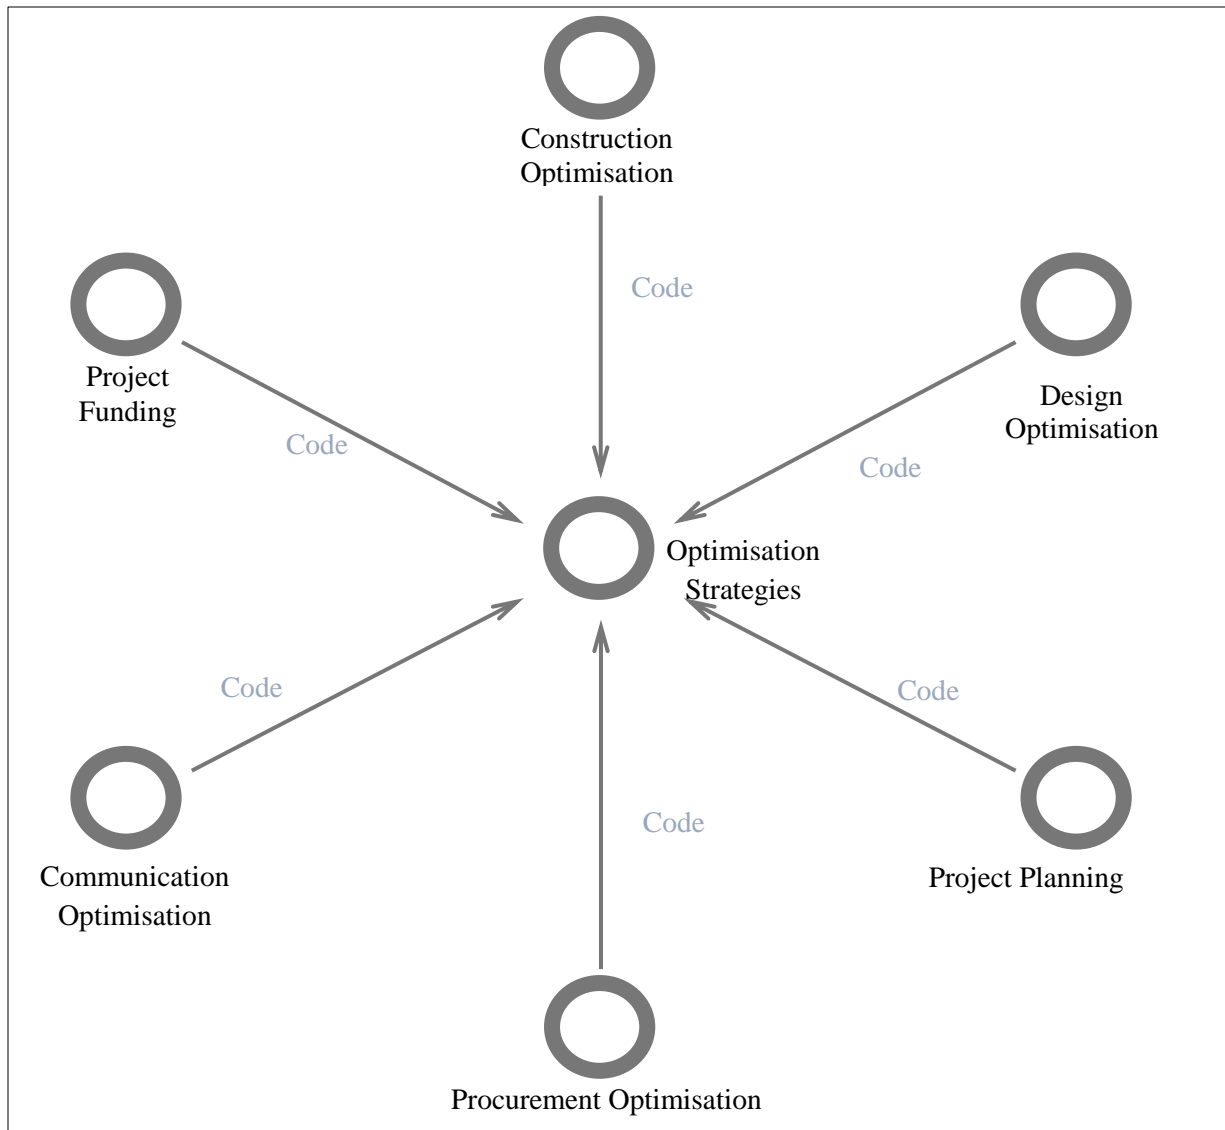 Construction
Optimisation
Code
Project
Funding
Code
Design
Optimisation
Code
Optimisation
Strategies
Code
Code
Communication
Optimisation
Code
Project Planning
Procurement Optimisation